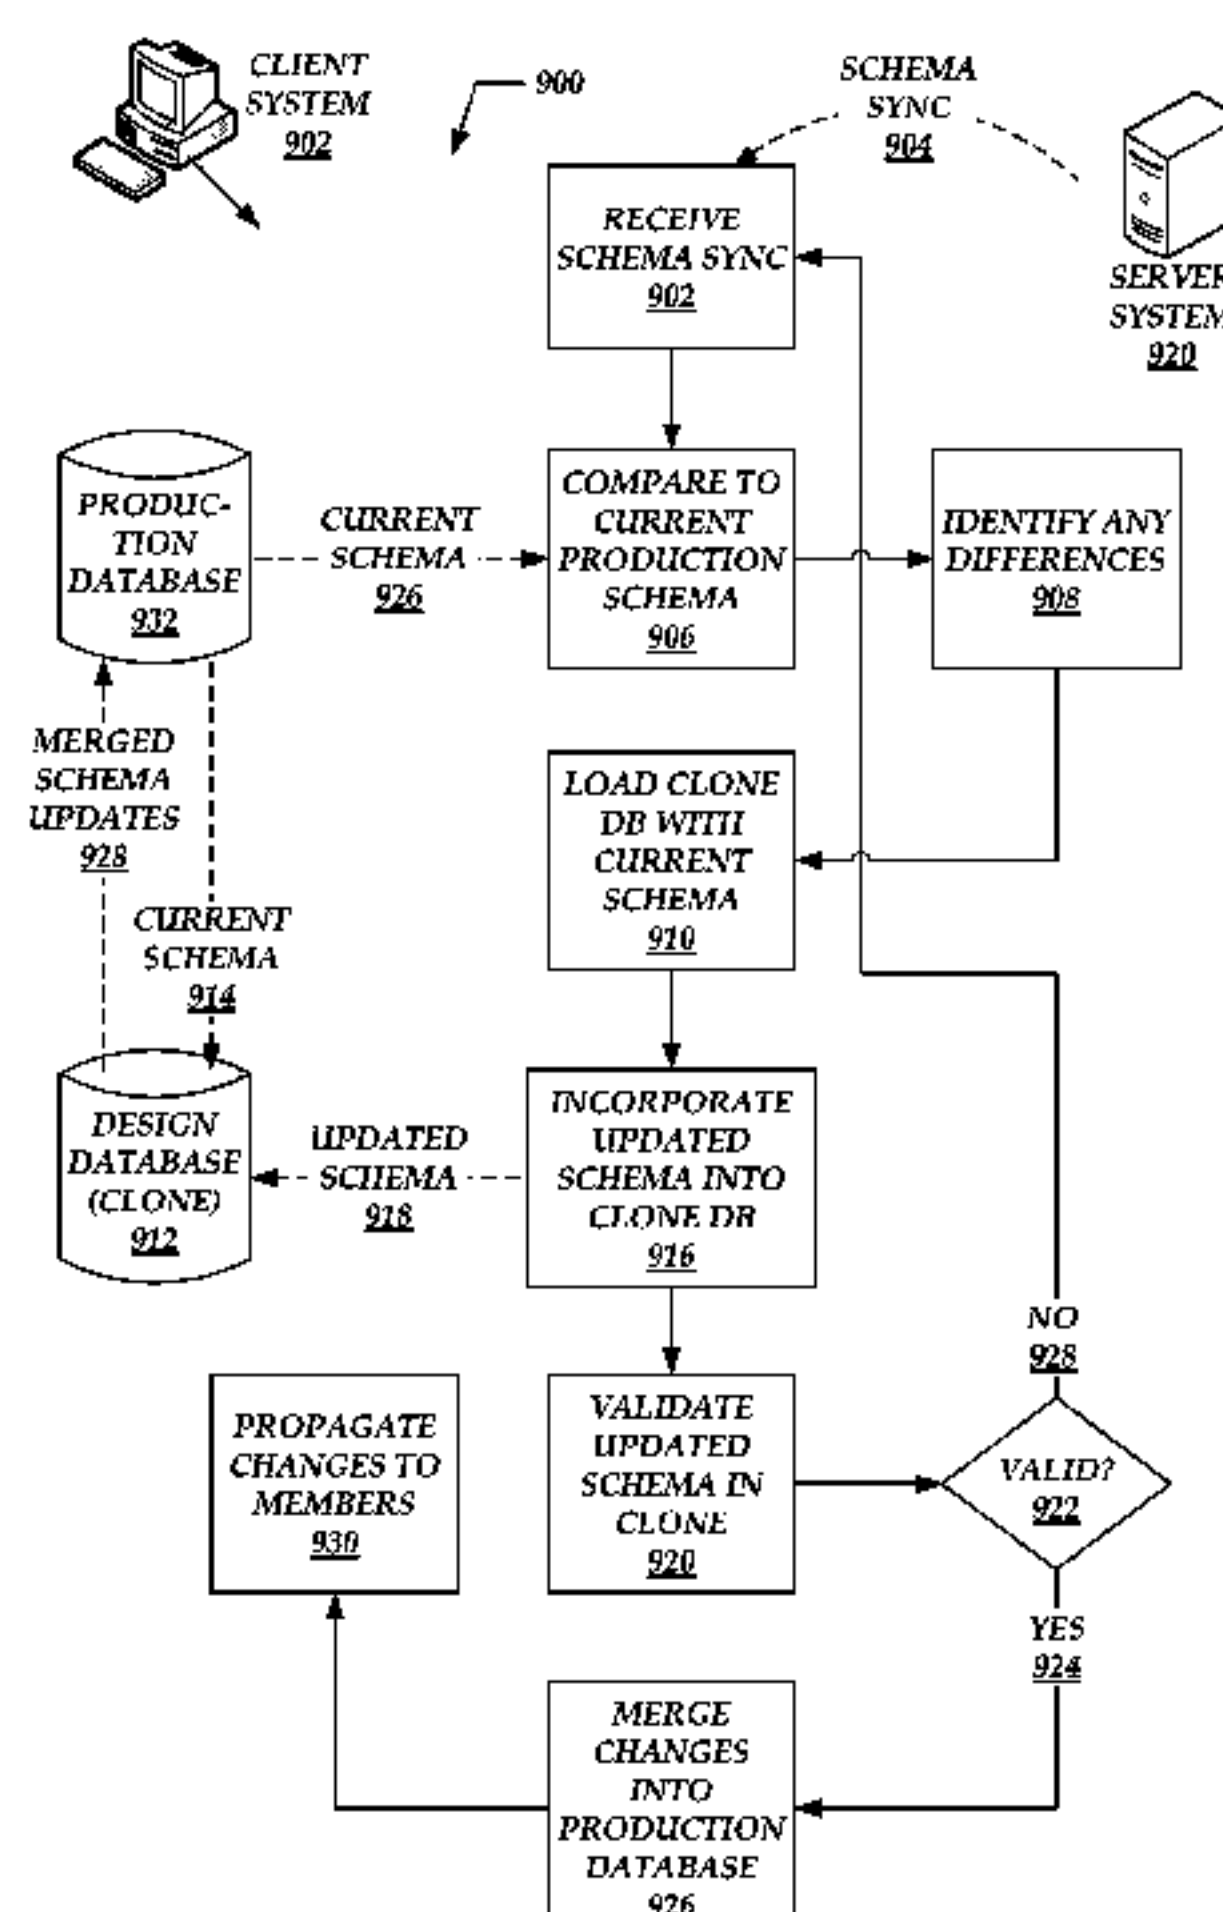 CLIENT
SYSTEM
902
900
SCHEMA
SYNC
904
SERVER
SYSTEM
920
RECEIVE
SCHEMA SYNC
902
PRODUC-
TION
DATABASE
932
CURRENT
SCHEMA
926
COMPARE TO
CURRENT
PRODUCTION
SCHEMA
906
IDENTIFY ANY
DIFFERENCES
908
MERGED
SCHEMA
UPDATES
928
CURRENT
SCHEMA
914
LOAD CLONE
DB WITH
CURRENT
SCHEMA
910
DESIGN
DATABASE
(CLONE)
912
UPDATED
SCHEMA
918
INCORPORATE
UPDATED
SCHEMA INTO
CLONE DB
916
NO
928
PROPAGATE
CHANGES TO
MEMBERS
930
VALIDATE
UPDATED
SCHEMA IN
CLONE
920
VALID?
922
YES
924
MERGE
CHANGES
INTO
PRODUCTION
DATABASE
926